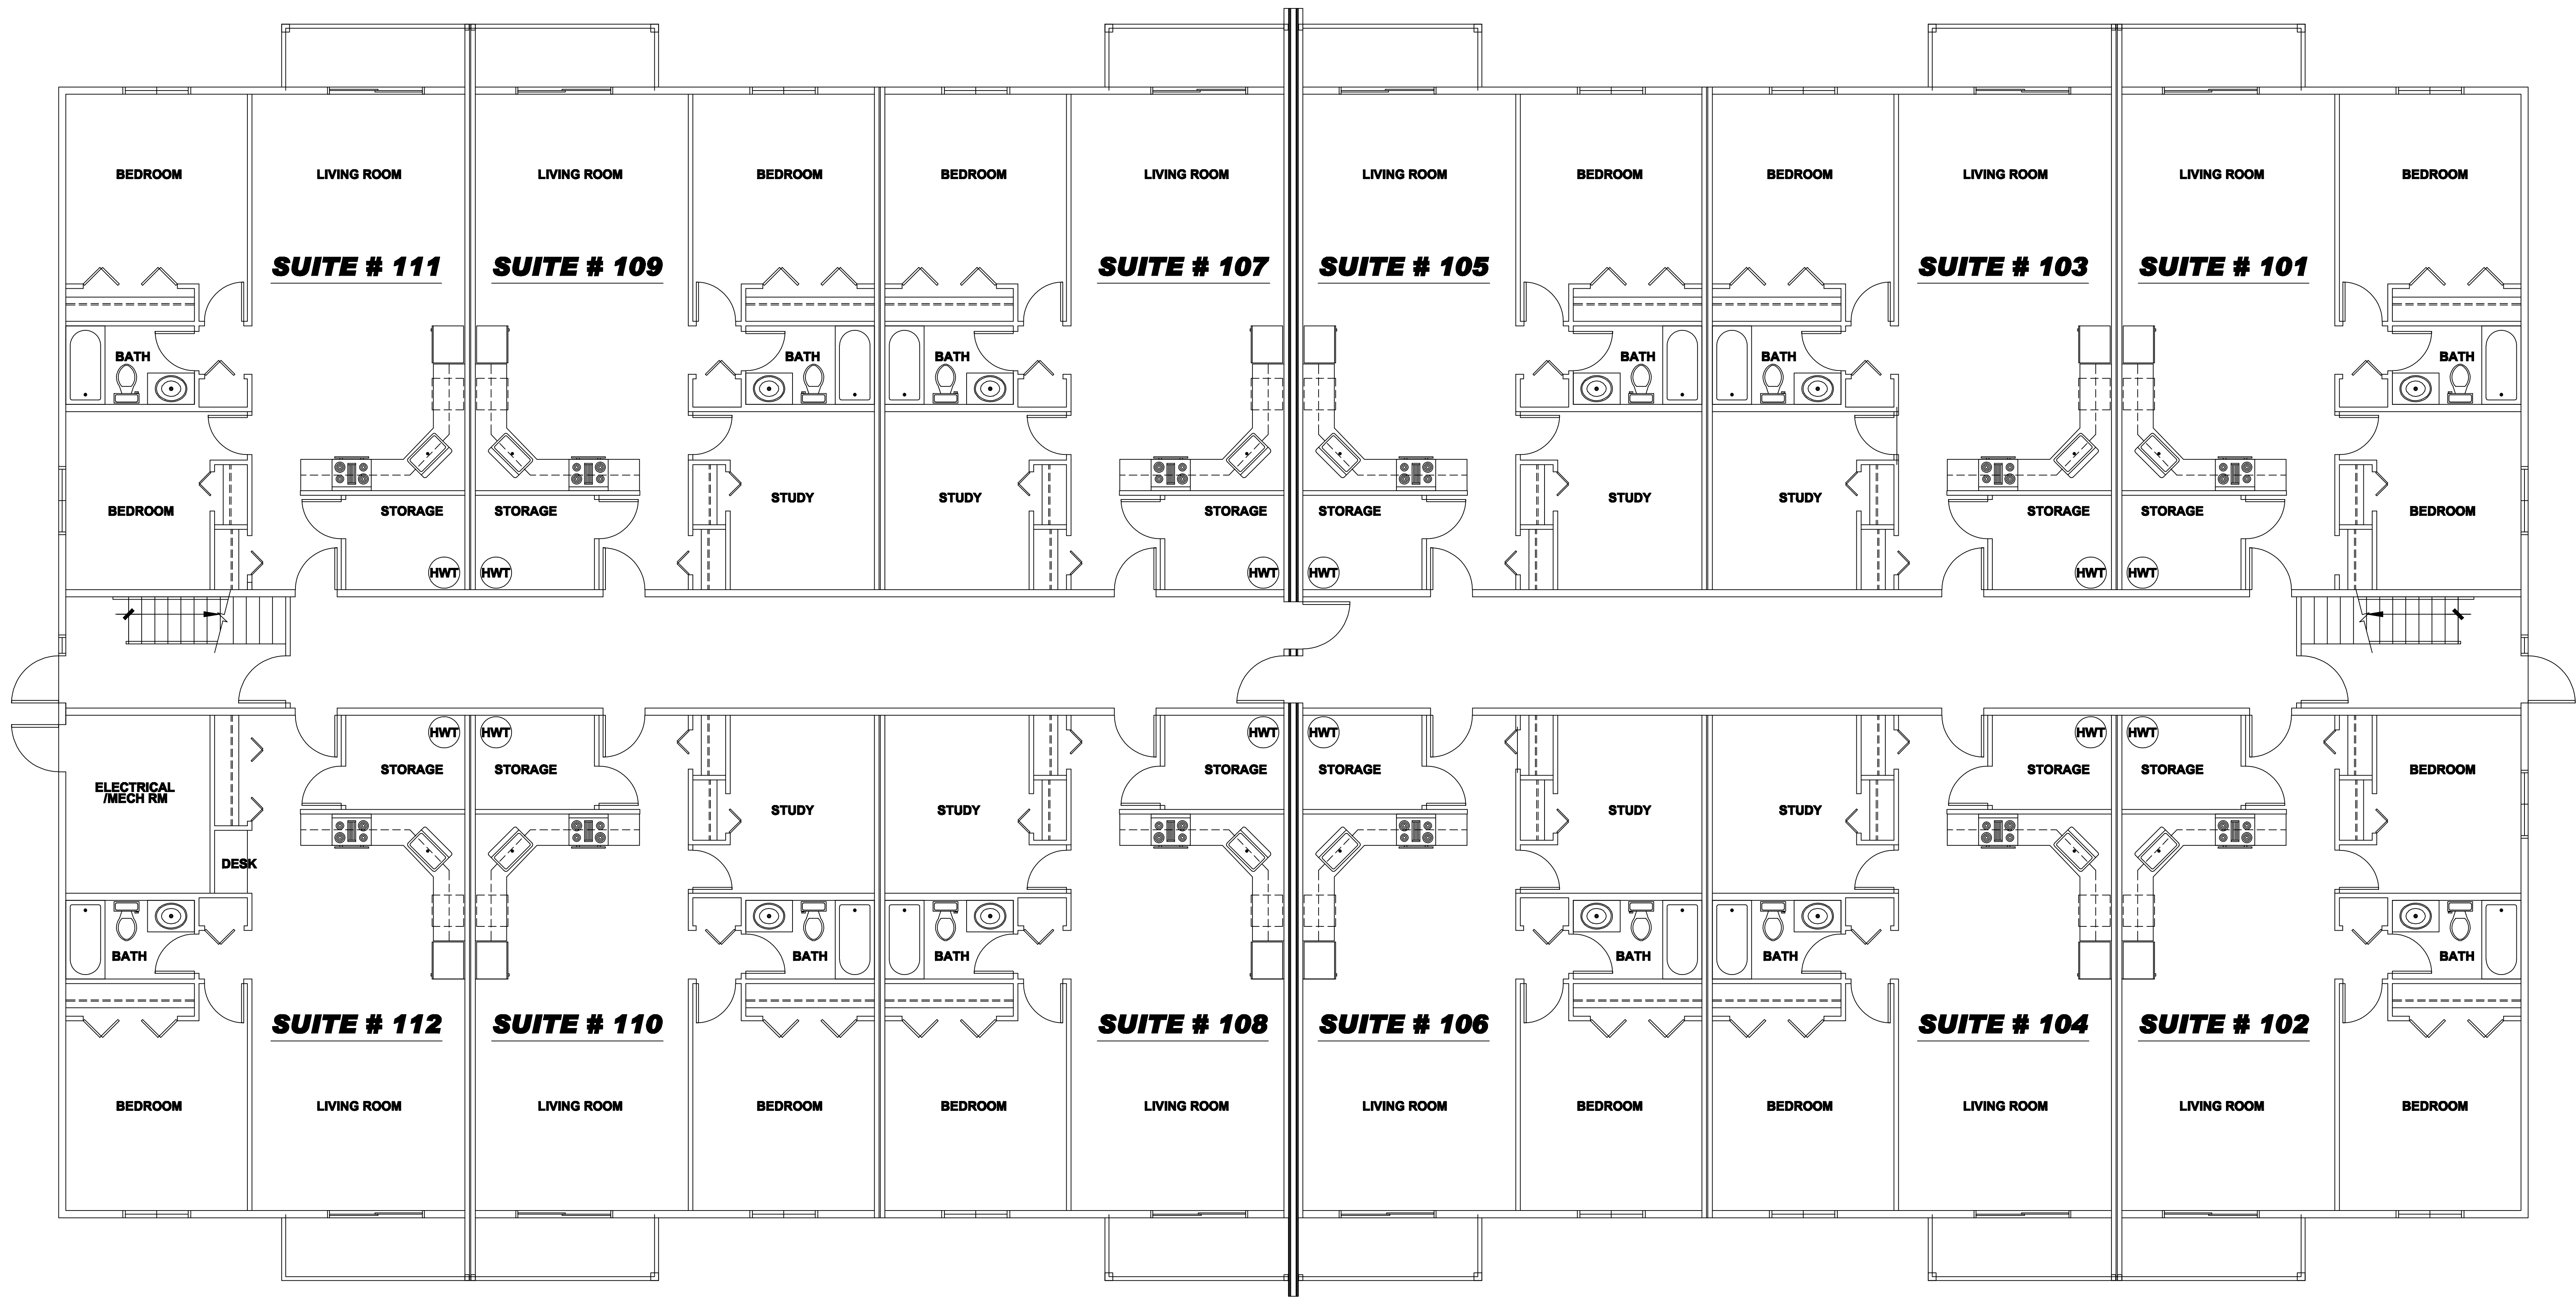 BEDROOM LIVING ROOM LIVING ROOM BEDROOM BEDROOM LIVING ROOM LIVING ROOM BEDROOM BEDROOM LIVING ROOM LIVING ROOM BEDROOM
SUITE # 111 SUITE # 109 SUITE # 107 SUITE # 105 SUITE # 103 SUITE # 101
BATH BATH BATH BATH BATH BATH
STUDY STUDY STUDY STUDY
BEDROOM STORAGE STORAGE STORAGE STORAGE STORAGE STORAGE BEDROOM
HWT HWT HWT HWT HWT HWT
HWT HWT HWT HWT HWT HWT
STORAGE STORAGE STORAGE STORAGE STORAGE STORAGE BEDROOM
ELECTRICAL
/MECH RM
STUDY STUDY STUDY STUDY
DESK
BATH BATH BATH BATH BATH BATH
SUITE # 112 SUITE # 110 SUITE # 108 SUITE # 106 SUITE # 104 SUITE # 102
BEDROOM LIVING ROOM LIVING ROOM BEDROOM BEDROOM LIVING ROOM LIVING ROOM BEDROOM BEDROOM LIVING ROOM LIVING ROOM BEDROOM